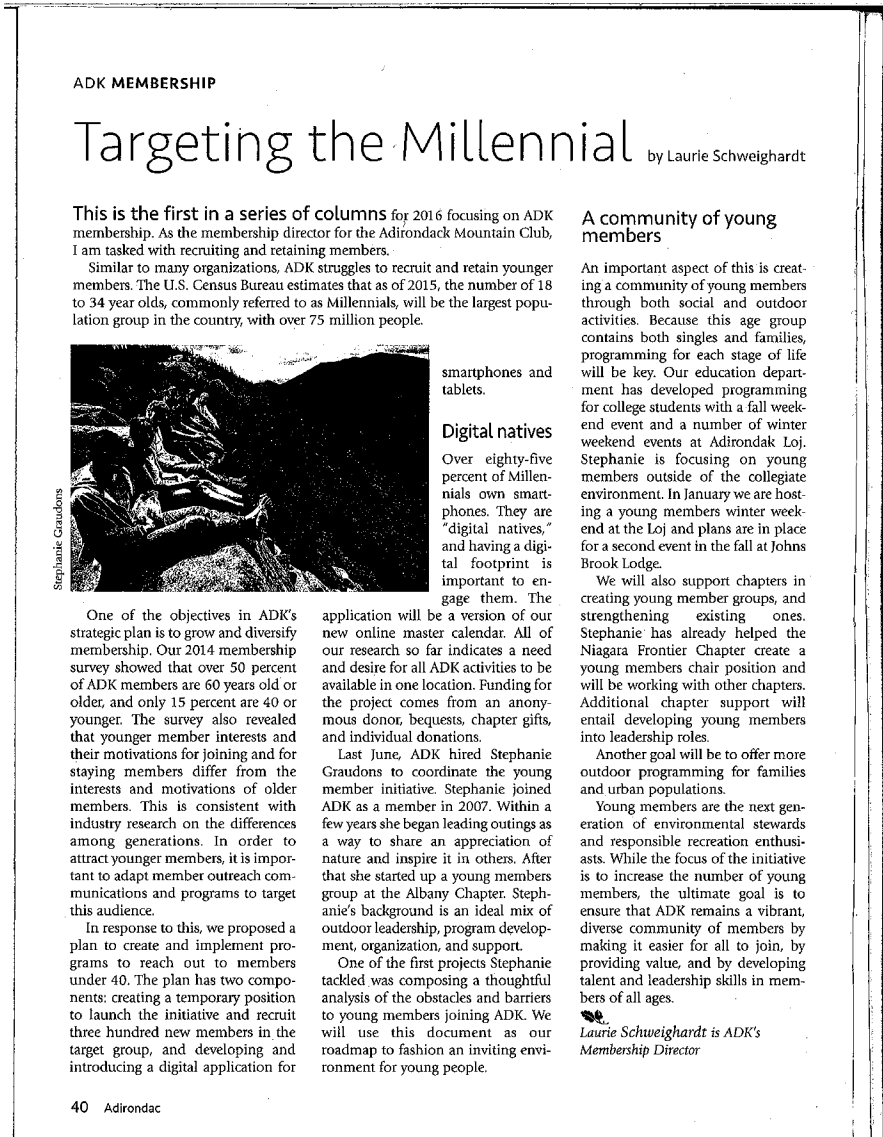 ADK MEMBERSHIP
Targeting the Millennial by Laurie Schweighardt
This is the first in a series of columns for 2016 focusing on ADK
membership. As the membership director for the Adirondack Mountain Club,
I am tasked with recruiting and retaining members.
Similar to many organizations, ADK struggles to recruit and retain younger
members. The U.S. Census Bureau estimates that as of 2015, the number of 18
to 34 year olds, commonly referred to as Millennials, will be the largest popu-
lation group in the country, with over 75 million people.
Stephanie Graudons
One of the objectives in ADK's
strategic plan is to grow and diversify
membership. Our 2014 membership
survey showed that over 50 percent
of ADK members are 60 years old or
older, and only 15 percent are 40 or
younger. The survey also revealed
that younger member interests and
their motivations for joining and for
staying members differ from the
interests and motivations of older
members. This is consistent with
industry research on the differences
among generations. In order to
attract younger members, it is impor-
tant to adapt member outreach com-
munications and programs to target
this audience.
In response to this, we proposed a
plan to create and implement pro-
grams to reach out to members
under 40. The plan has two compo-
nents: creating a temporary position
to launch the initiative and recruit
three hundred new members in the
target group, and developing and
introducing a digital application for
smartphones and
tablets.
Digital natives
Over eighty-five
percent of Millen-
nials own smart-
phones. They are
"digital natives,"
and having a digi-
tal footprint is
important to en-
gage them. The
application will be a version of our
new online master calendar. All of
our research so far indicates a need
and desire for all ADK activities to be
available in one location. Funding for
the project comes from an anony-
mous donor, bequests, chapter gifts,
and individual donations.
Last June, ADK hired Stephanie
Graudons to coordinate the young
member initiative. Stephanie joined
ADK as a member in 2007. Within a
few years she began leading outings as
a way to share an appreciation of
nature and inspire it in others. After
that she started up a young members
group at the Albany Chapter. Steph-
anie's background is an ideal mix of
outdoor leadership, program develop-
ment, organization, and support.
One of the first projects Stephanie
tackled was composing a thoughtful
analysis of the obstacles and barriers
to young members joining ADK. We
will use this document as our
roadmap to fashion an inviting envi-
ronment for young people.
A community of young
members
An important aspect of this is creat-
ing a community of young members
through both social and outdoor
activities. Because this age group
contains both singles and families,
programming for each stage of life
will be key. Our education depart-
ment has developed programming
for college students with a fall week-
end event and a number of winter
weekend events at Adirondak Loj.
Stephanie is focusing on young
members outside of the collegiate
environment. In January we are host-
ing a young members winter week-
end at the Loj and plans are in place
for a second event in the fall at Johns
Brook Lodge.
We will also support chapters in
creating young member groups, and
strengthening existing ones.
Stephanie has already helped the
Niagara Frontier Chapter create a
young members chair position and
will be working with other chapters.
Additional chapter support will
entail developing young members
into leadership roles.
Another goal will be to offer more
outdoor programming for families
and urban populations.
Young members are the next gen-
eration of environmental stewards
and responsible recreation enthusi-
asts. While the focus of the initiative
is to increase the number of young
members, the ultimate goal is to
ensure that ADK remains a vibrant,
diverse community of members by
making it easier for all to join, by
providing value, and by developing
talent and leadership skills in mem-
bers of all ages.
Laurie Schweighardt is ADK's
Membership Director
40 Adirondac